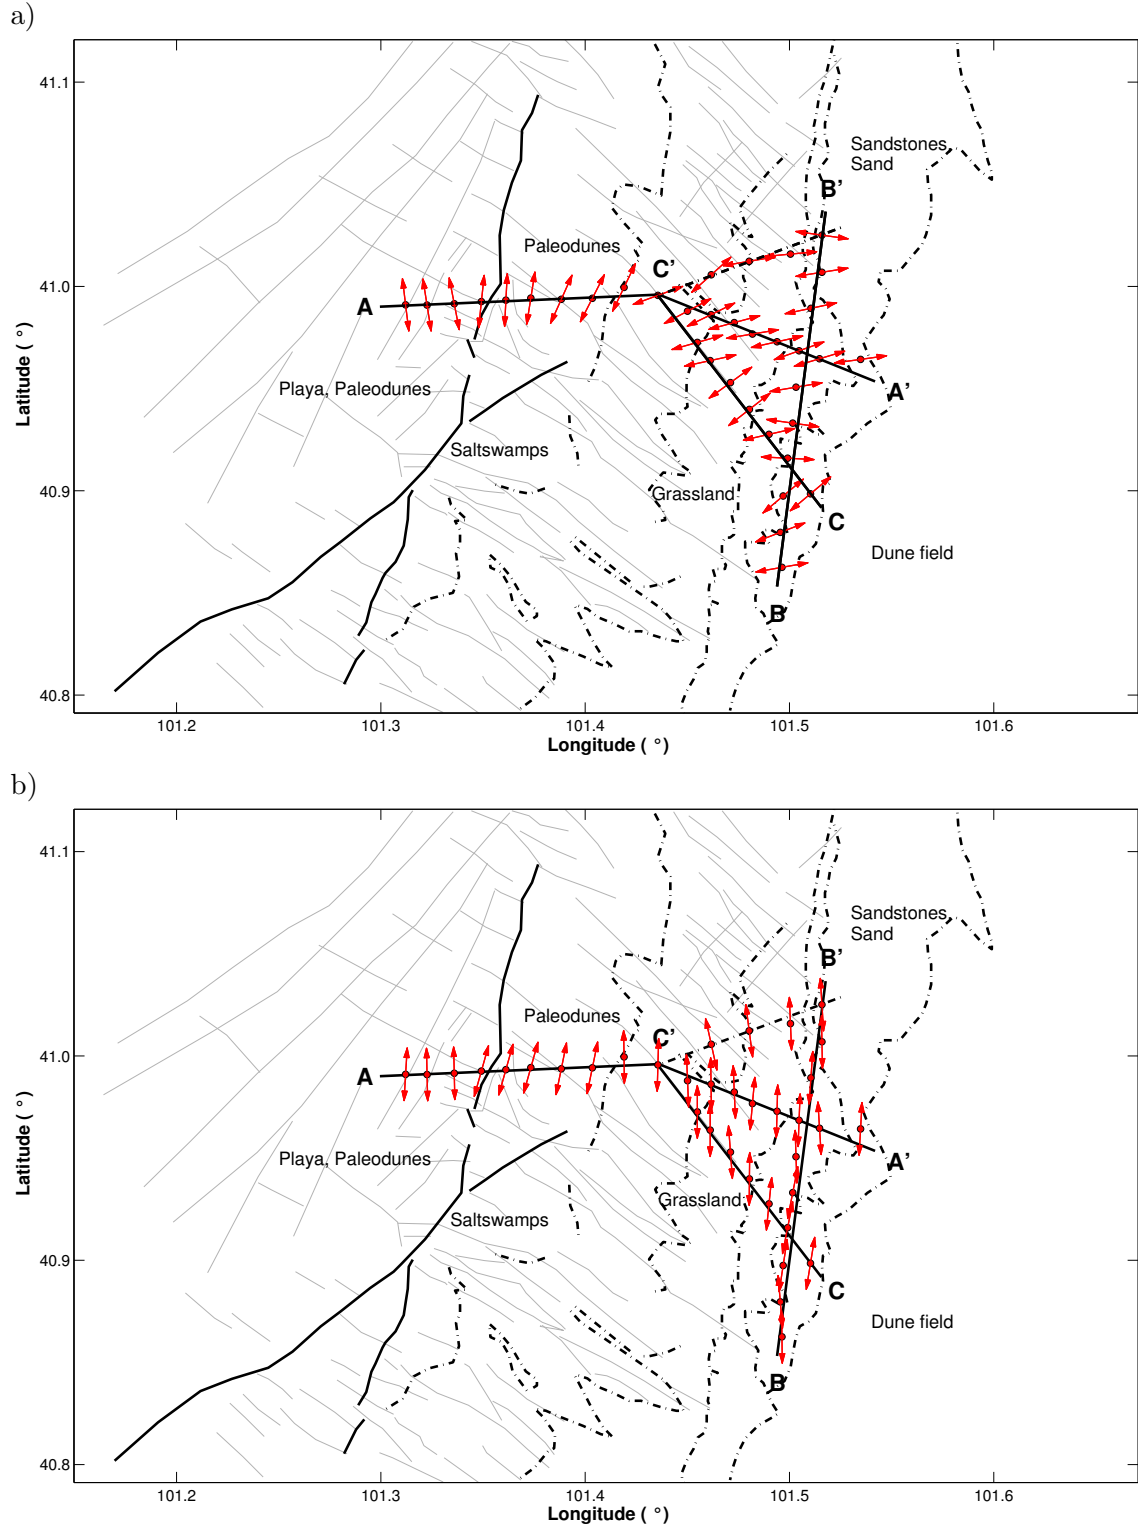 a)
41.1
41.0
40.9
40.8
Latitude ( °)
101.2
101.3
101.4
101.5
101.6
Longitude ( °)
Sandstones
Sand
B'
Paleodunes
C'
A
A'
Playa, Paleodunes
Saltswamps
Grassland
C
Dune field
B
b)
41.1
41.0
40.9
40.8
Latitude ( °)
101.2
101.3
101.4
101.5
101.6
Longitude ( °)
Sandstones
Sand
B'
Paleodunes
C'
A
A'
Playa, Paleodunes
Grassland
Saltswamps
C
Dune field
B